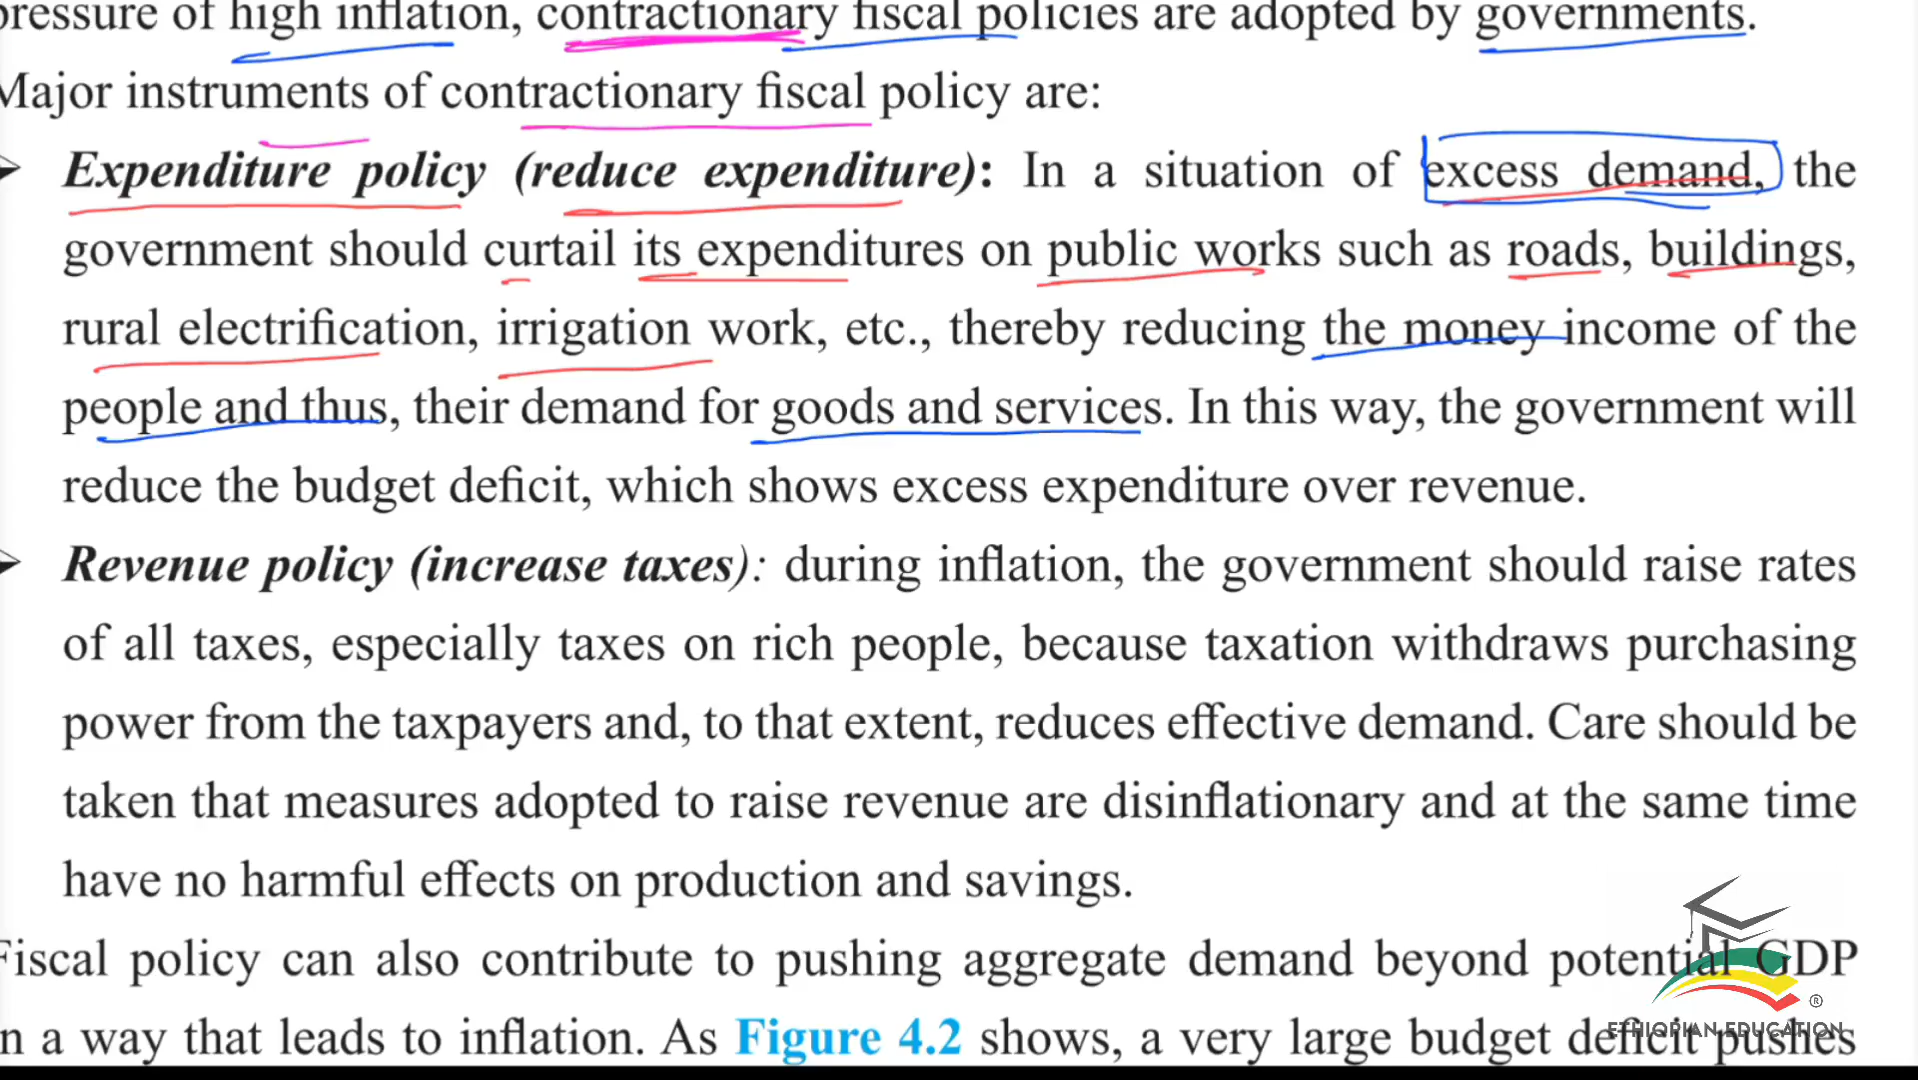 pressure of high inflation, contractionary fiscal policies are adopted by governments.
Major instruments of contractionary fiscal policy are:
➢ Expenditure policy (reduce expenditure): In a situation of excess demand, the
government should curtail its expenditures on public works such as roads, buildings,
rural electrification, irrigation work, etc., thereby reducing the money income of the
people and thus, their demand for goods and services. In this way, the government will
reduce the budget deficit, which shows excess expenditure over revenue.
➢ Revenue policy (increase taxes): during inflation, the government should raise rates
of all taxes, especially taxes on rich people, because taxation withdraws purchasing
power from the taxpayers and, to that extent, reduces effective demand. Care should be
taken that measures adopted to raise revenue are disinflationary and at the same time
have no harmful effects on production and savings.
Fiscal policy can also contribute to pushing aggregate demand beyond potential GDP
in a way that leads to inflation. As Figure 4.2 shows, a very large budget deficit pushes
®
ETHIOPIAN EDUCATION